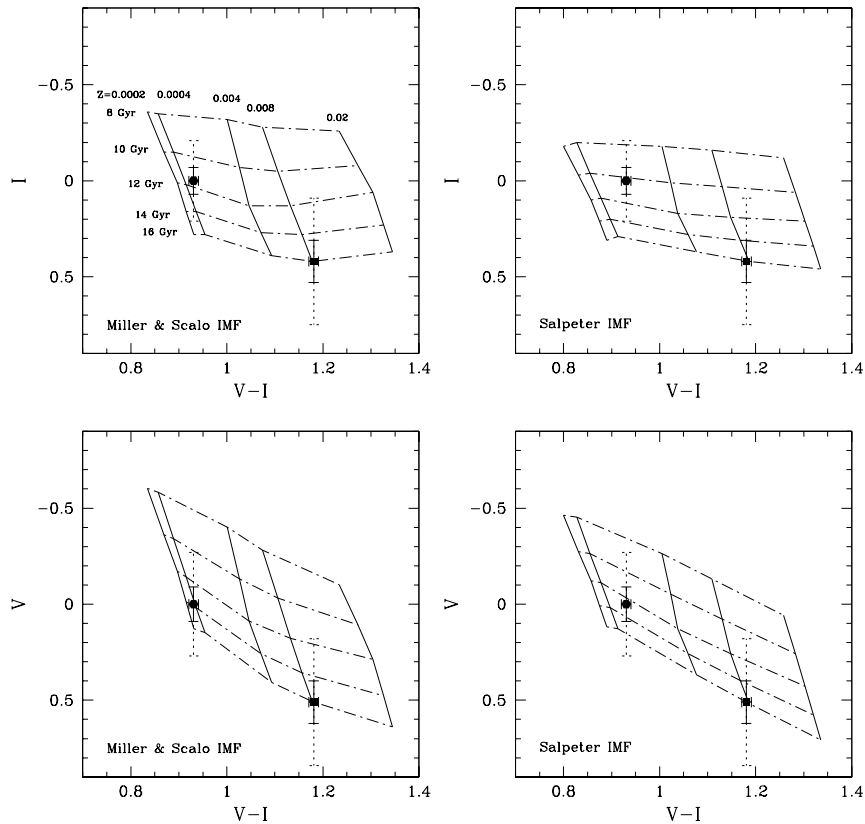 −0.5
0
0.5
I
Z=0.0002 0.0004 0.004 0.008 0.02
8 Gyr
10 Gyr
12 Gyr
14 Gyr
16 Gyr
Miller & Scalo IMF
0.8 1 1.2 1.4
V−I
−0.5
0
0.5
I
Salpeter IMF
0.8 1 1.2 1.4
V−I
−0.5
0
0.5
V
Miller & Scalo IMF
0.8 1 1.2 1.4
V−I
−0.5
0
0.5
V
Salpeter IMF
0.8 1 1.2 1.4
V−I